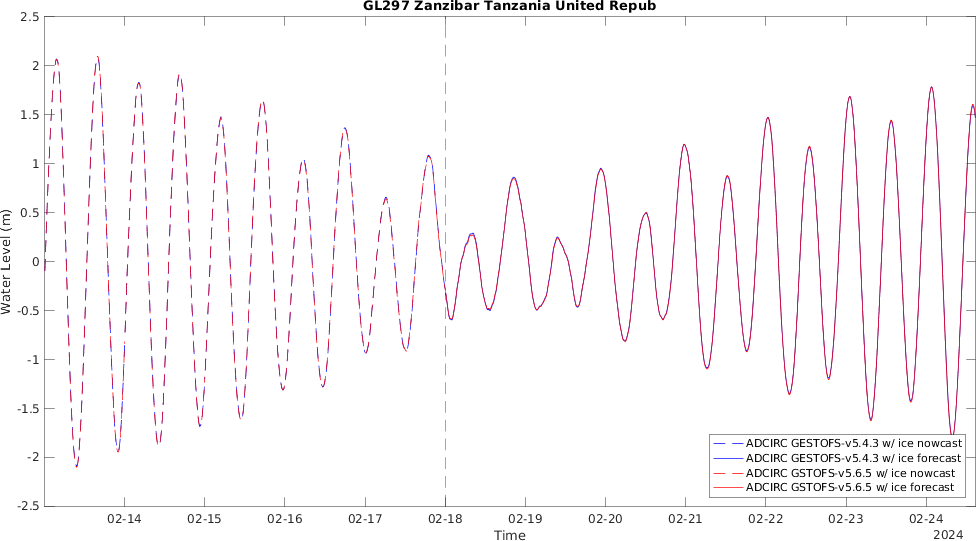 GL297 Zanzibar Tanzania United Repub
2.5
2
1.5
1
0.5
0
-0.5
-1
-1.5
-2
-2.5
Water Level (m)
ADCIRC GESTOFS-v5.4.3 w/ ice nowcast
ADCIRC GESTOFS-v5.4.3 w/ ice forecast
ADCIRC GSTOFS-v5.6.5 w/ ice nowcast
ADCIRC GSTOFS-v5.6.5 w/ ice forecast
02-14 02-15 02-16 02-17 02-18 02-19 02-20 02-21 02-22 02-23 02-24
Time
2024